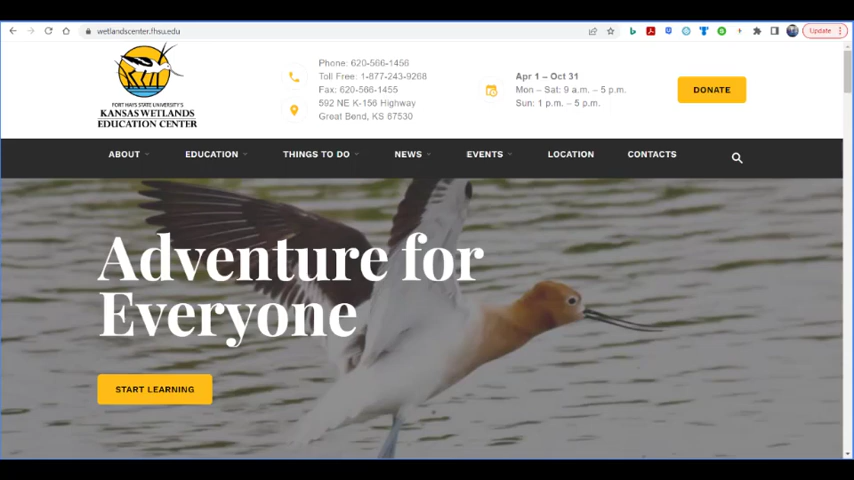 wetlandscenter.fhsu.edu
Update
FORT HAYS STATE UNIVERSITY'S
KANSAS WETLANDS
EDUCATION CENTER
Phone: 620-566-1456
Toll Free: 1-877-243-9268
Fax: 620-566-1455
592 NE K-156 Highway
Great Bend, KS 67530
Apr 1 – Oct 31
Mon – Sat: 9 a.m. – 5 p.m.
Sun: 1 p.m. – 5 p.m.
DONATE
ABOUT
EDUCATION
THINGS TO DO
NEWS
EVENTS
LOCATION
CONTACTS
Adventure for
Everyone
START LEARNING